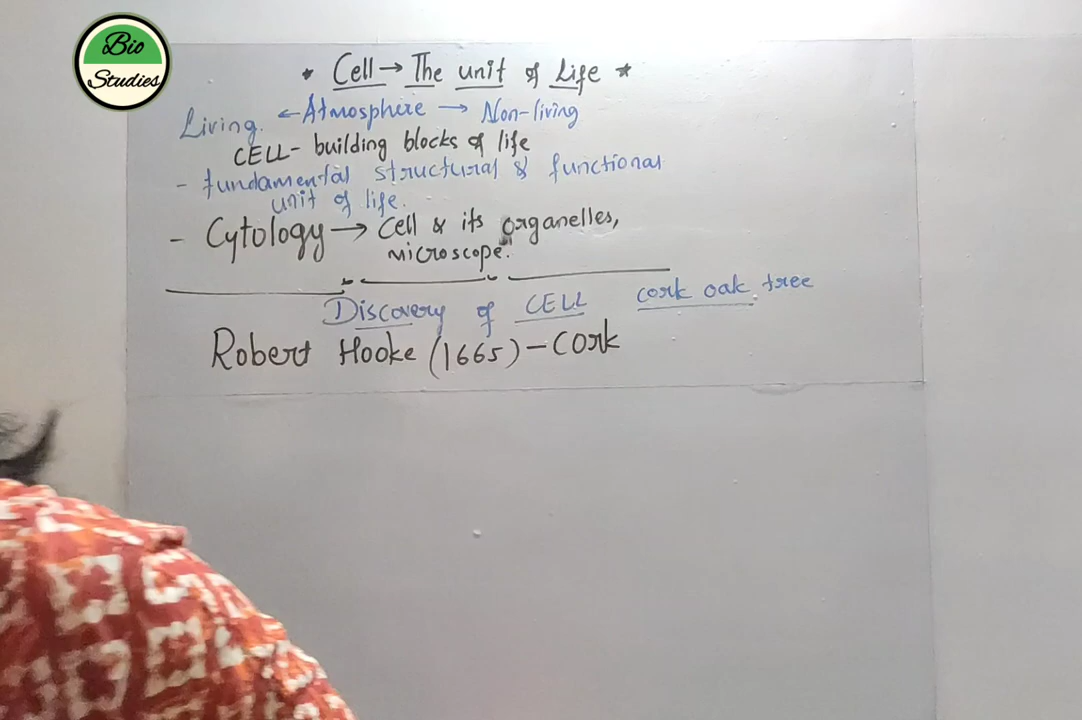 Bio
Studies
* Cell → The unit of Life *
Living ← Atmosphire → Non-living
CELL- building blocks of life
- fundamental structural & functional
unit of life.
- Cytology → Cell & its organelles,
microscope.
Discovery of CELL cork oak tree
Robert Hooke (1665) - Cork